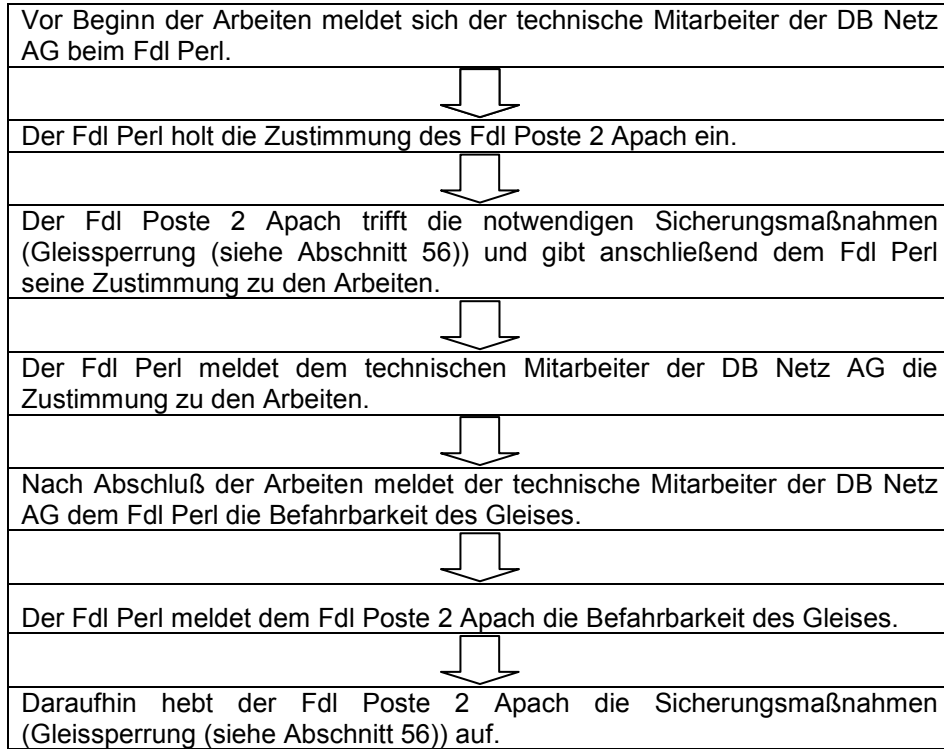 Vor Beginn der Arbeiten meldet sich der technische Mitarbeiter der DB Netz
AG beim Fdl Perl.
Der Fdl Perl holt die Zustimmung des Fdl Poste 2 Apach ein.
Der Fdl Poste 2 Apach trifft die notwendigen Sicherungsmaßnahmen
(Gleissperrung (siehe Abschnitt 56)) und gibt anschließend dem Fdl Perl
seine Zustimmung zu den Arbeiten.
Der Fdl Perl meldet dem technischen Mitarbeiter der DB Netz AG die
Zustimmung zu den Arbeiten.
Nach Abschluß der Arbeiten meldet der technische Mitarbeiter der DB Netz
AG dem Fdl Perl die Befahrbarkeit des Gleises.
Der Fdl Perl meldet dem Fdl Poste 2 Apach die Befahrbarkeit des Gleises.
Daraufhin hebt der Fdl Poste 2 Apach die Sicherungsmaßnahmen
(Gleissperrung (siehe Abschnitt 56)) auf.